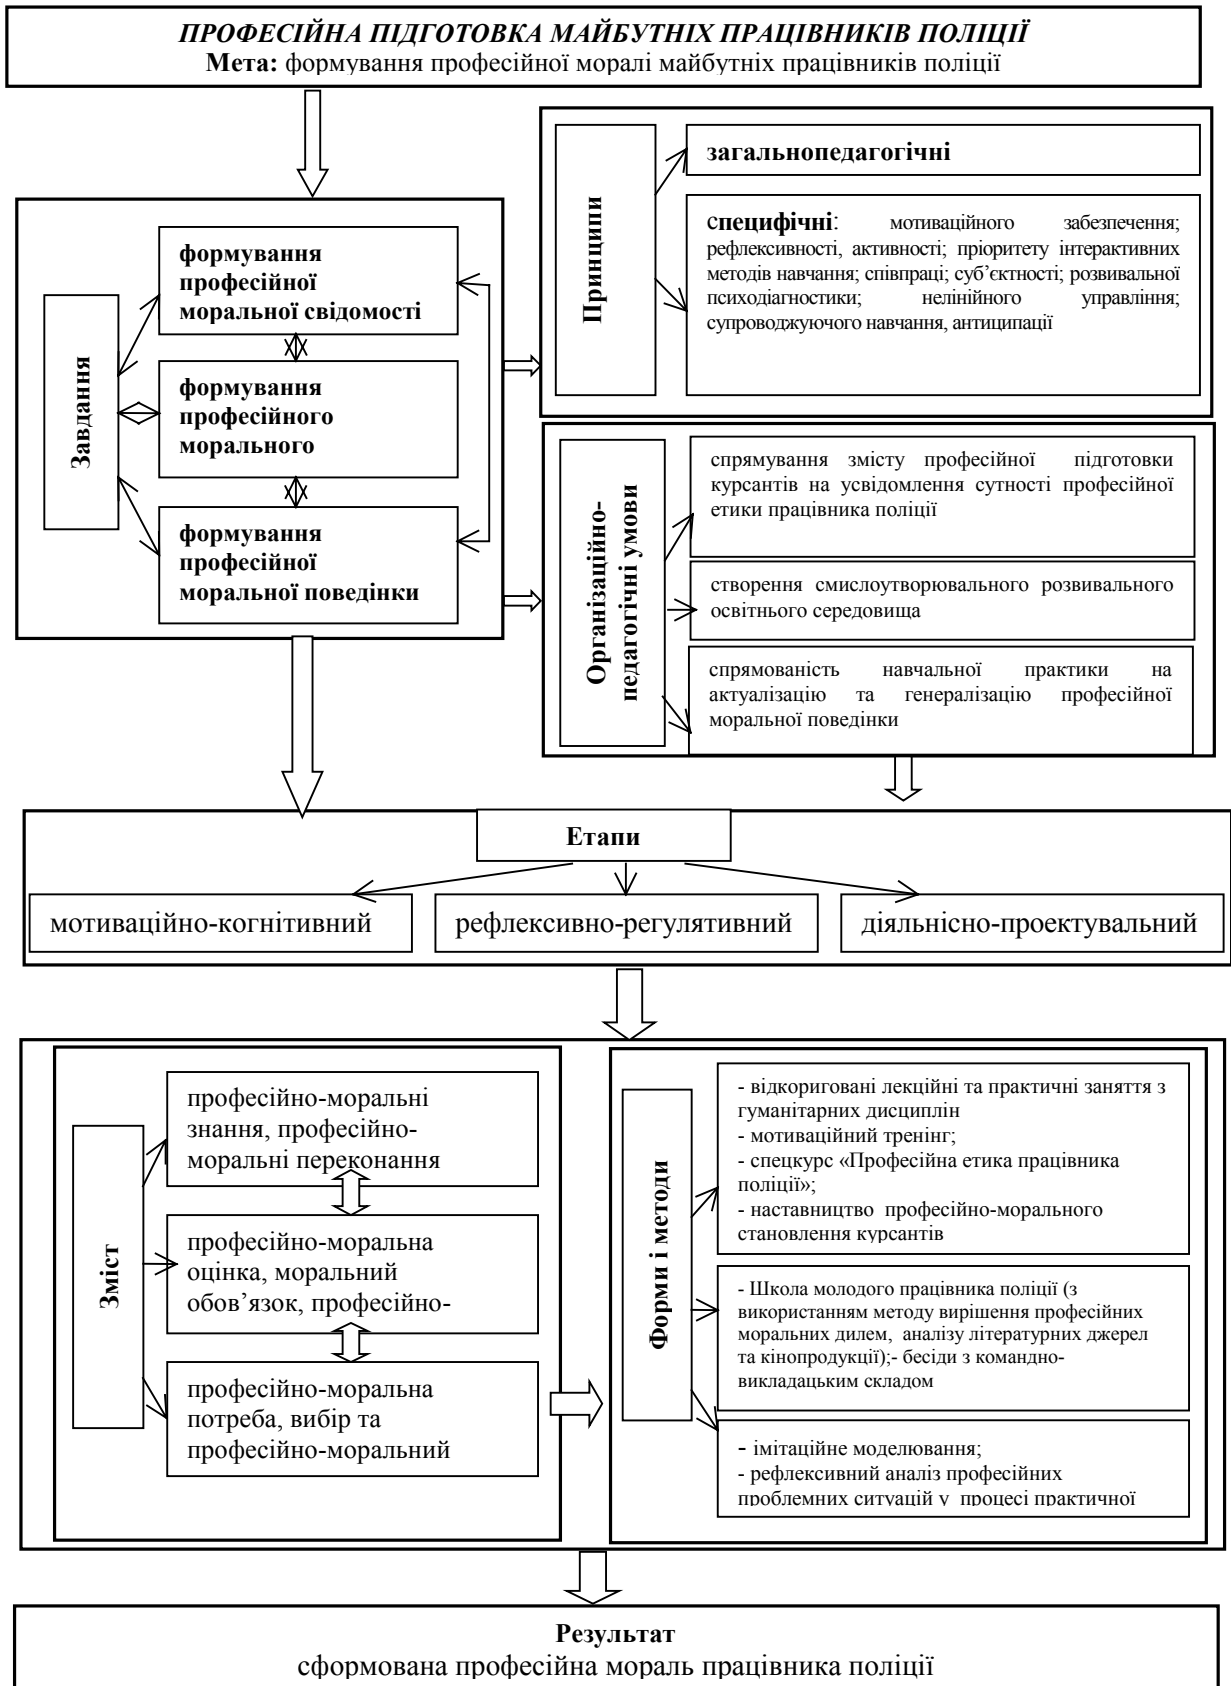 ПРОФЕСІЙНА ПІДГОТОВКА МАЙБУТНІХ ПРАЦІВНИКІВ ПОЛІЦІЇ
Мета: формування професійної моралі майбутніх працівників поліції
Завдання
формування
професійної
моральної свідомості
формування
професійного
морального
формування
професійної
моральної поведінки
Принципи
загальнопедагогічні
специфічні: мотиваційного забезпечення;
рефлексивності, активності; пріоритету інтерактивних
методів навчання; співпраці; суб’єктності; розвивальної
психодіагностики; нелінійного управління;
супроводжуючого навчання, антиципації
Організаційно-
педагогічні умови
спрямування змісту професійної підготовки
курсантів на усвідомлення сутності професійної
етики працівника поліції
створення смислоутворювального розвивального
освітнього середовища
спрямованість навчальної практики на
актуалізацію та генералізацію професійної
моральної поведінки
Етапи
мотиваційно-когнітивний
рефлексивно-регулятивний
діяльнісно-проектувальний
Зміст
професійно-моральні
знання, професійно-
моральні переконання
професійно-моральна
оцінка, моральний
обов’язок, професійно-
професійно-моральна
потреба, вибір та
професійно-моральний
Форми і методи
- відкориговані лекційні та практичні заняття з
гуманітарних дисциплін
- мотиваційний тренінг;
- спецкурс «Професійна етика працівника
поліції»;
- наставництво професійно-морального
становлення курсантів
- Школа молодого працівника поліції (з
використанням методу вирішення професійних
моральних дилем, аналізу літературних джерел
та кінопродукції);- бесіди з командно-
викладацьким складом
- імітаційне моделювання;
- рефлексивний аналіз професійних
проблемних ситуацій у процесі практичної
Результат
сформована професійна мораль працівника поліції